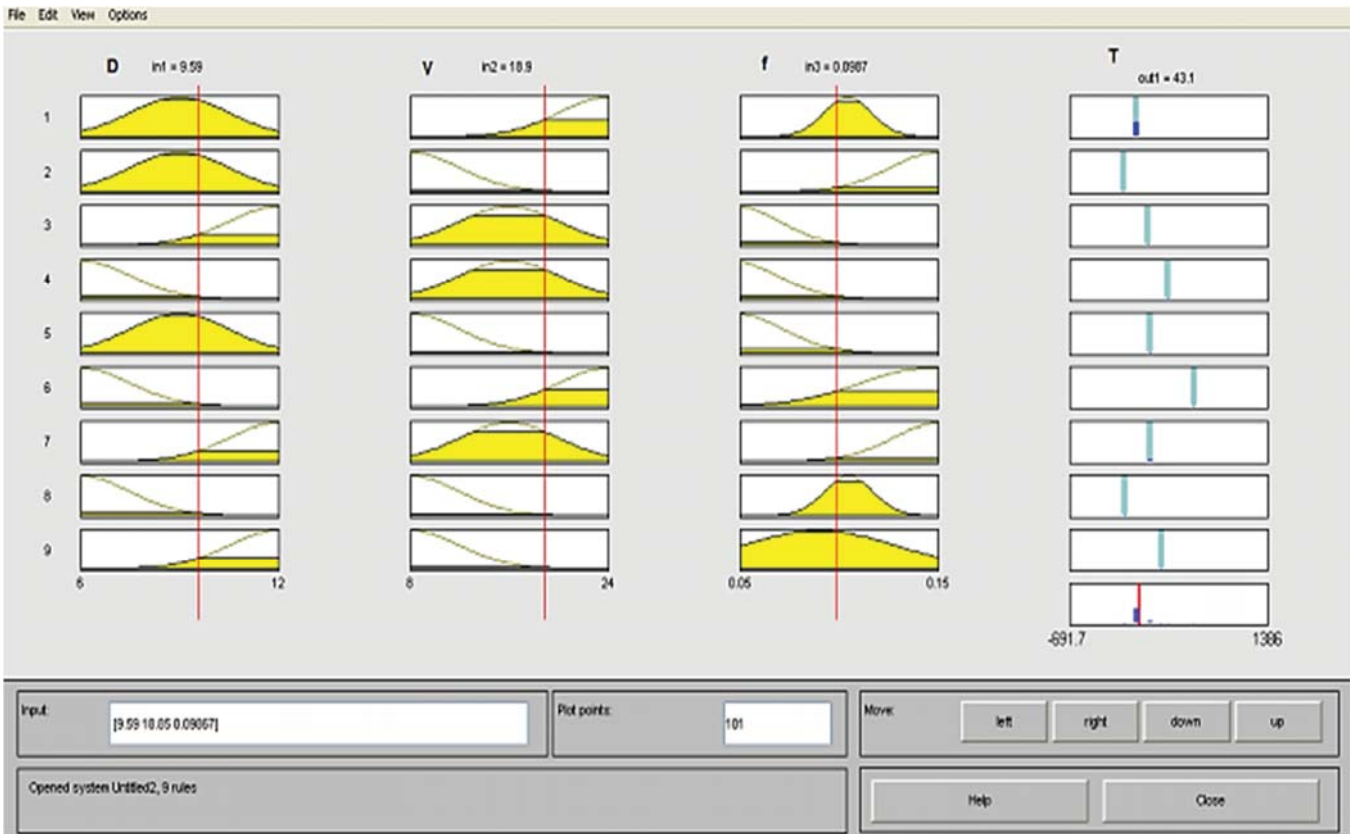 File Edit View Options
D in1 = 9.59
V in2 = 18.9
f in3 = 0.0987
T
out1 = 43.1
1
2
3
4
5
6
7
8
9
6 12
8 24
0.05 0.15
-691.7 1386
Input:
[9.59 18.85 0.09867]
Plot points:
101
Move:
left
right
down
up
Opened system Untitled2, 9 rules
Help
Close